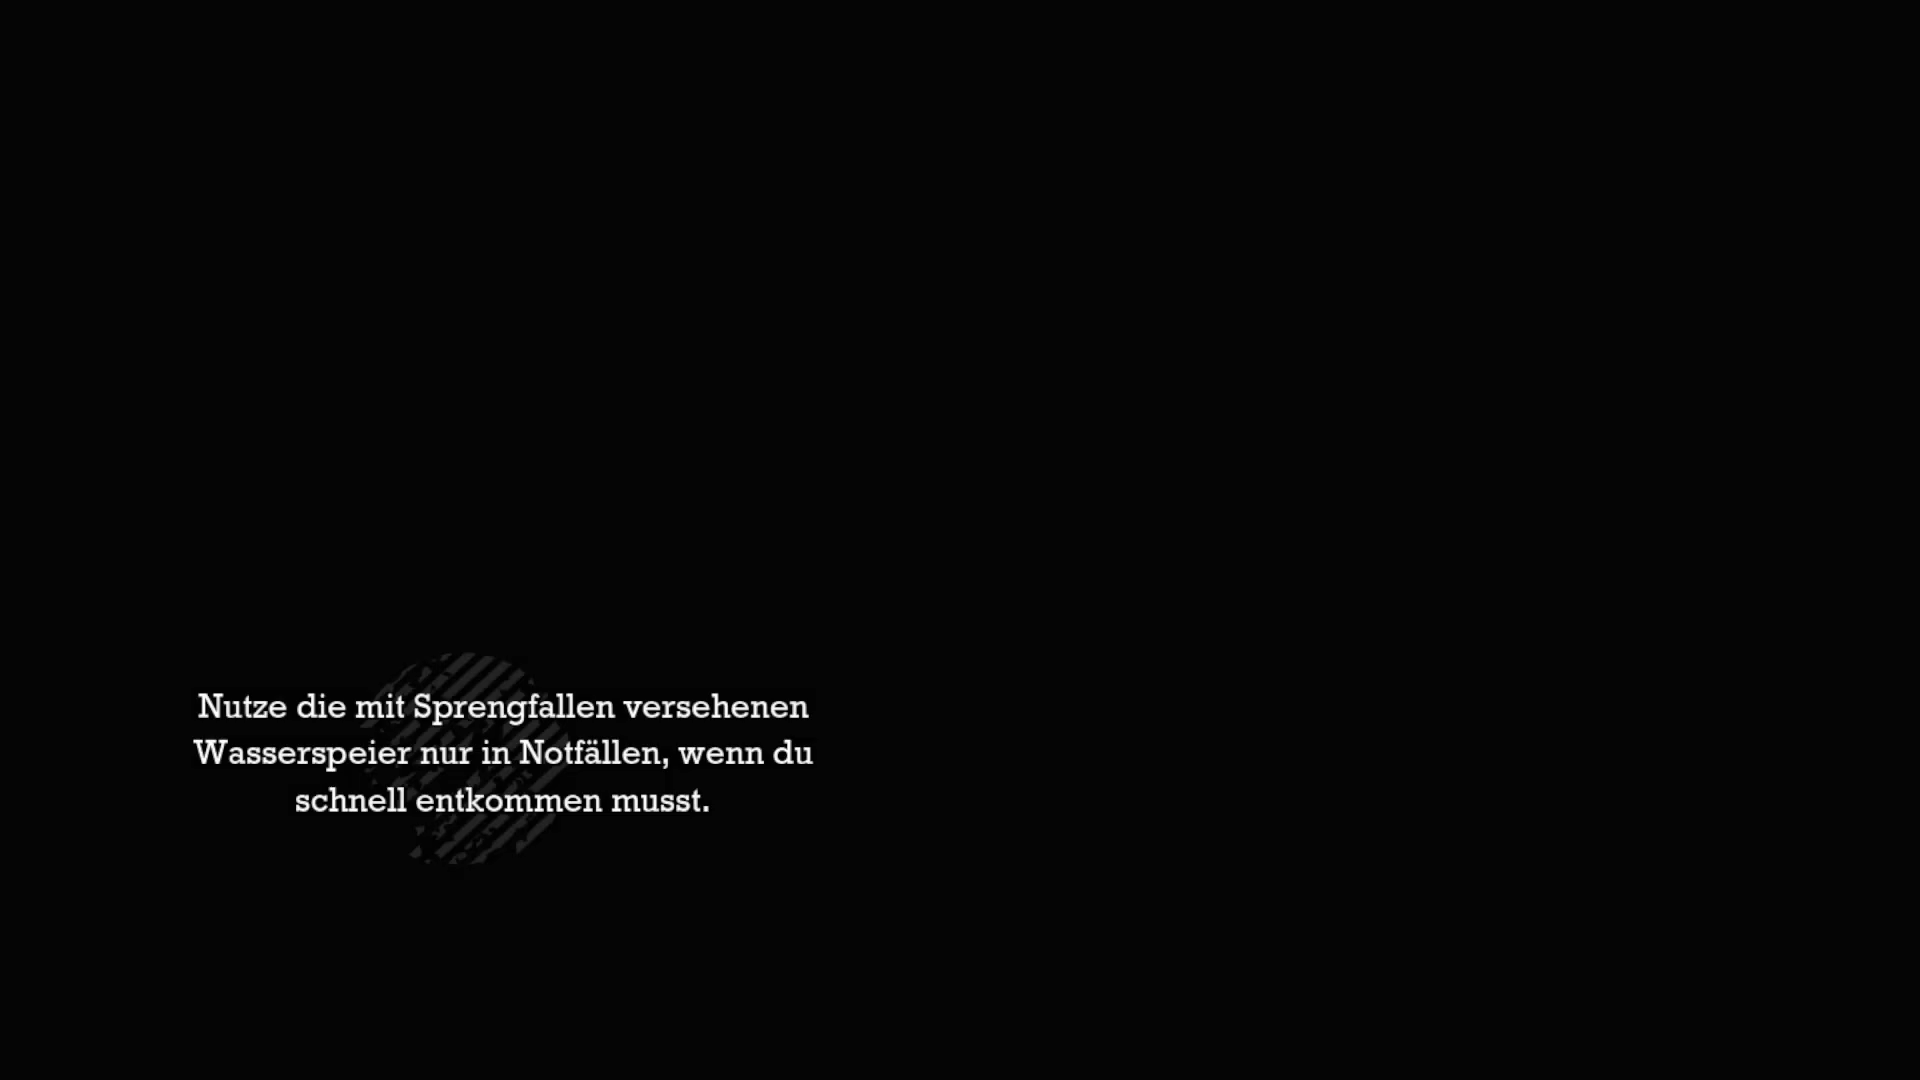 Nutze die mit Sprengfallen versehenen
Wasserspeier nur in Notfällen, wenn du
schnell entkommen musst.